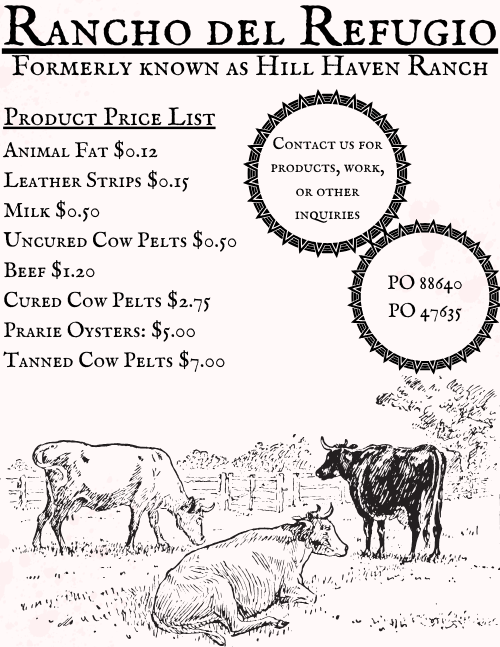 Rancho del Refugio
Formerly known as Hill Haven Ranch
Product Price List
Animal Fat $0.12
Leather Strips $0.15
Milk $0.50
Uncured Cow Pelts $0.50
Beef $1.20
Cured Cow Pelts $2.75
Prarie Oysters: $5.00
Tanned Cow Pelts $7.00
Contact us for
products, work,
or other
inquiries
PO 88640
PO 47635